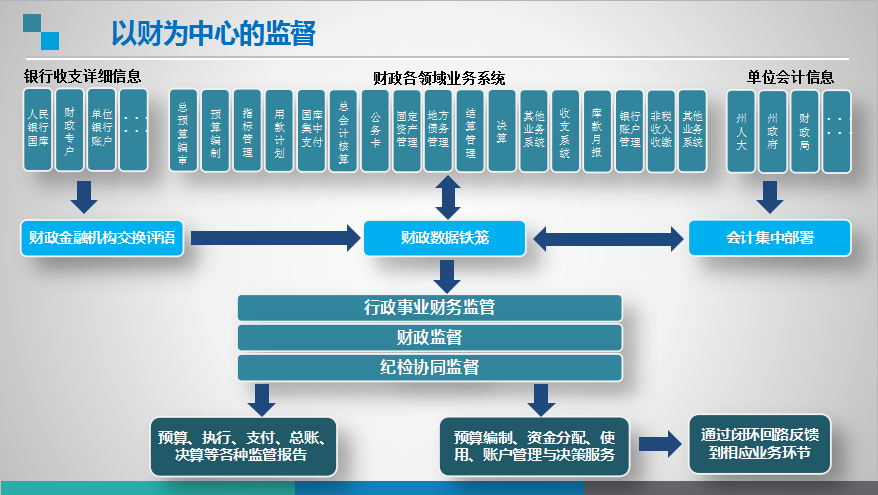 以财为中心的监督
银行收支详细信息
财政各领域业务系统
单位会计信息
人民银行国库
财政专户
单位银行账户
······
总预算编审
预算编制
指标管理
用款计划
国库集中支付
总会计核算
公务卡
固定资产管理
地方债务管理
结算管理
决算
其他业务系统
收支系统
库款月报
银行账户管理
非税收入收缴
其他业务系统
州人大
州政府
财政局
······
财政金融机构交换评语
财政数据铁笼
会计集中部署
行政事业财务监管
财政监督
纪检协同监督
预算、执行、支付、总账、
决算等各种监管报告
预算编制、资金分配、使
用、账户管理与决策服务
通过闭环回路反馈
到相应业务环节